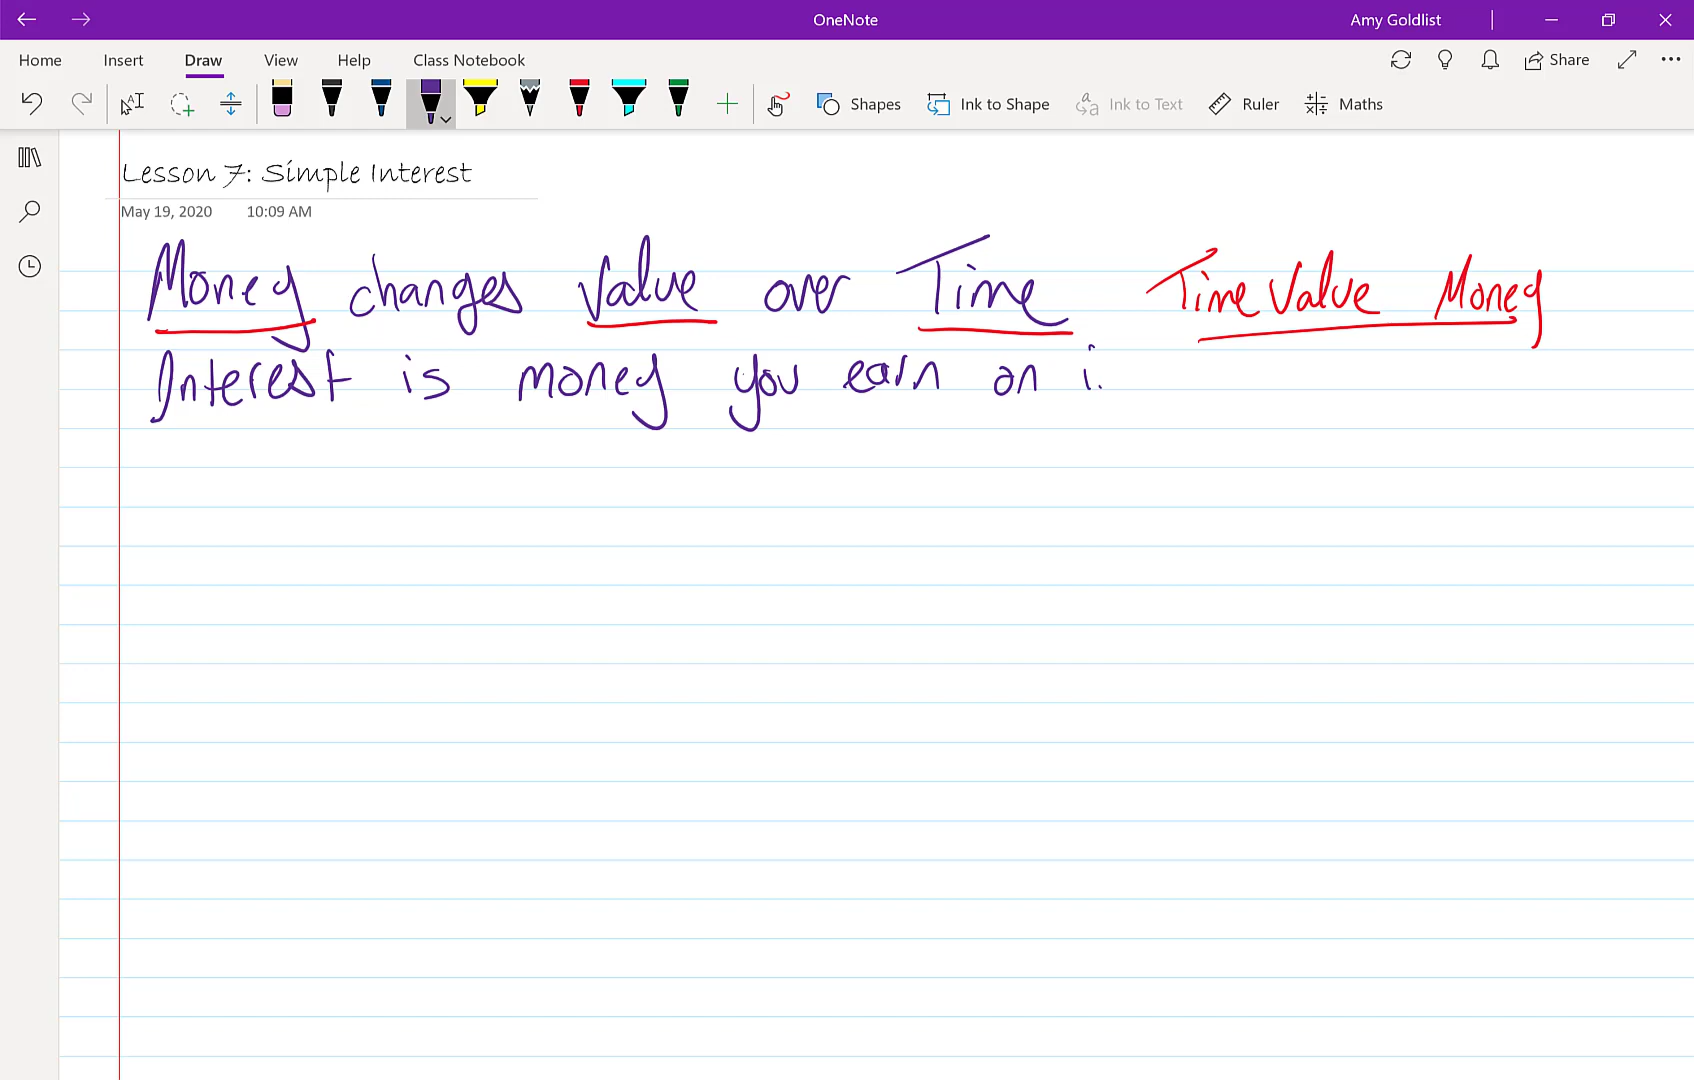 OneNote
Amy Goldlist
Home Insert Draw View Help Class Notebook
Share
Shapes Ink to Shape Ink to Text Ruler Maths
Lesson 7: Simple Interest
May 19, 2020 10:09 AM
Money changes Value over Time Time Value Money
Interest is money you earn on i.